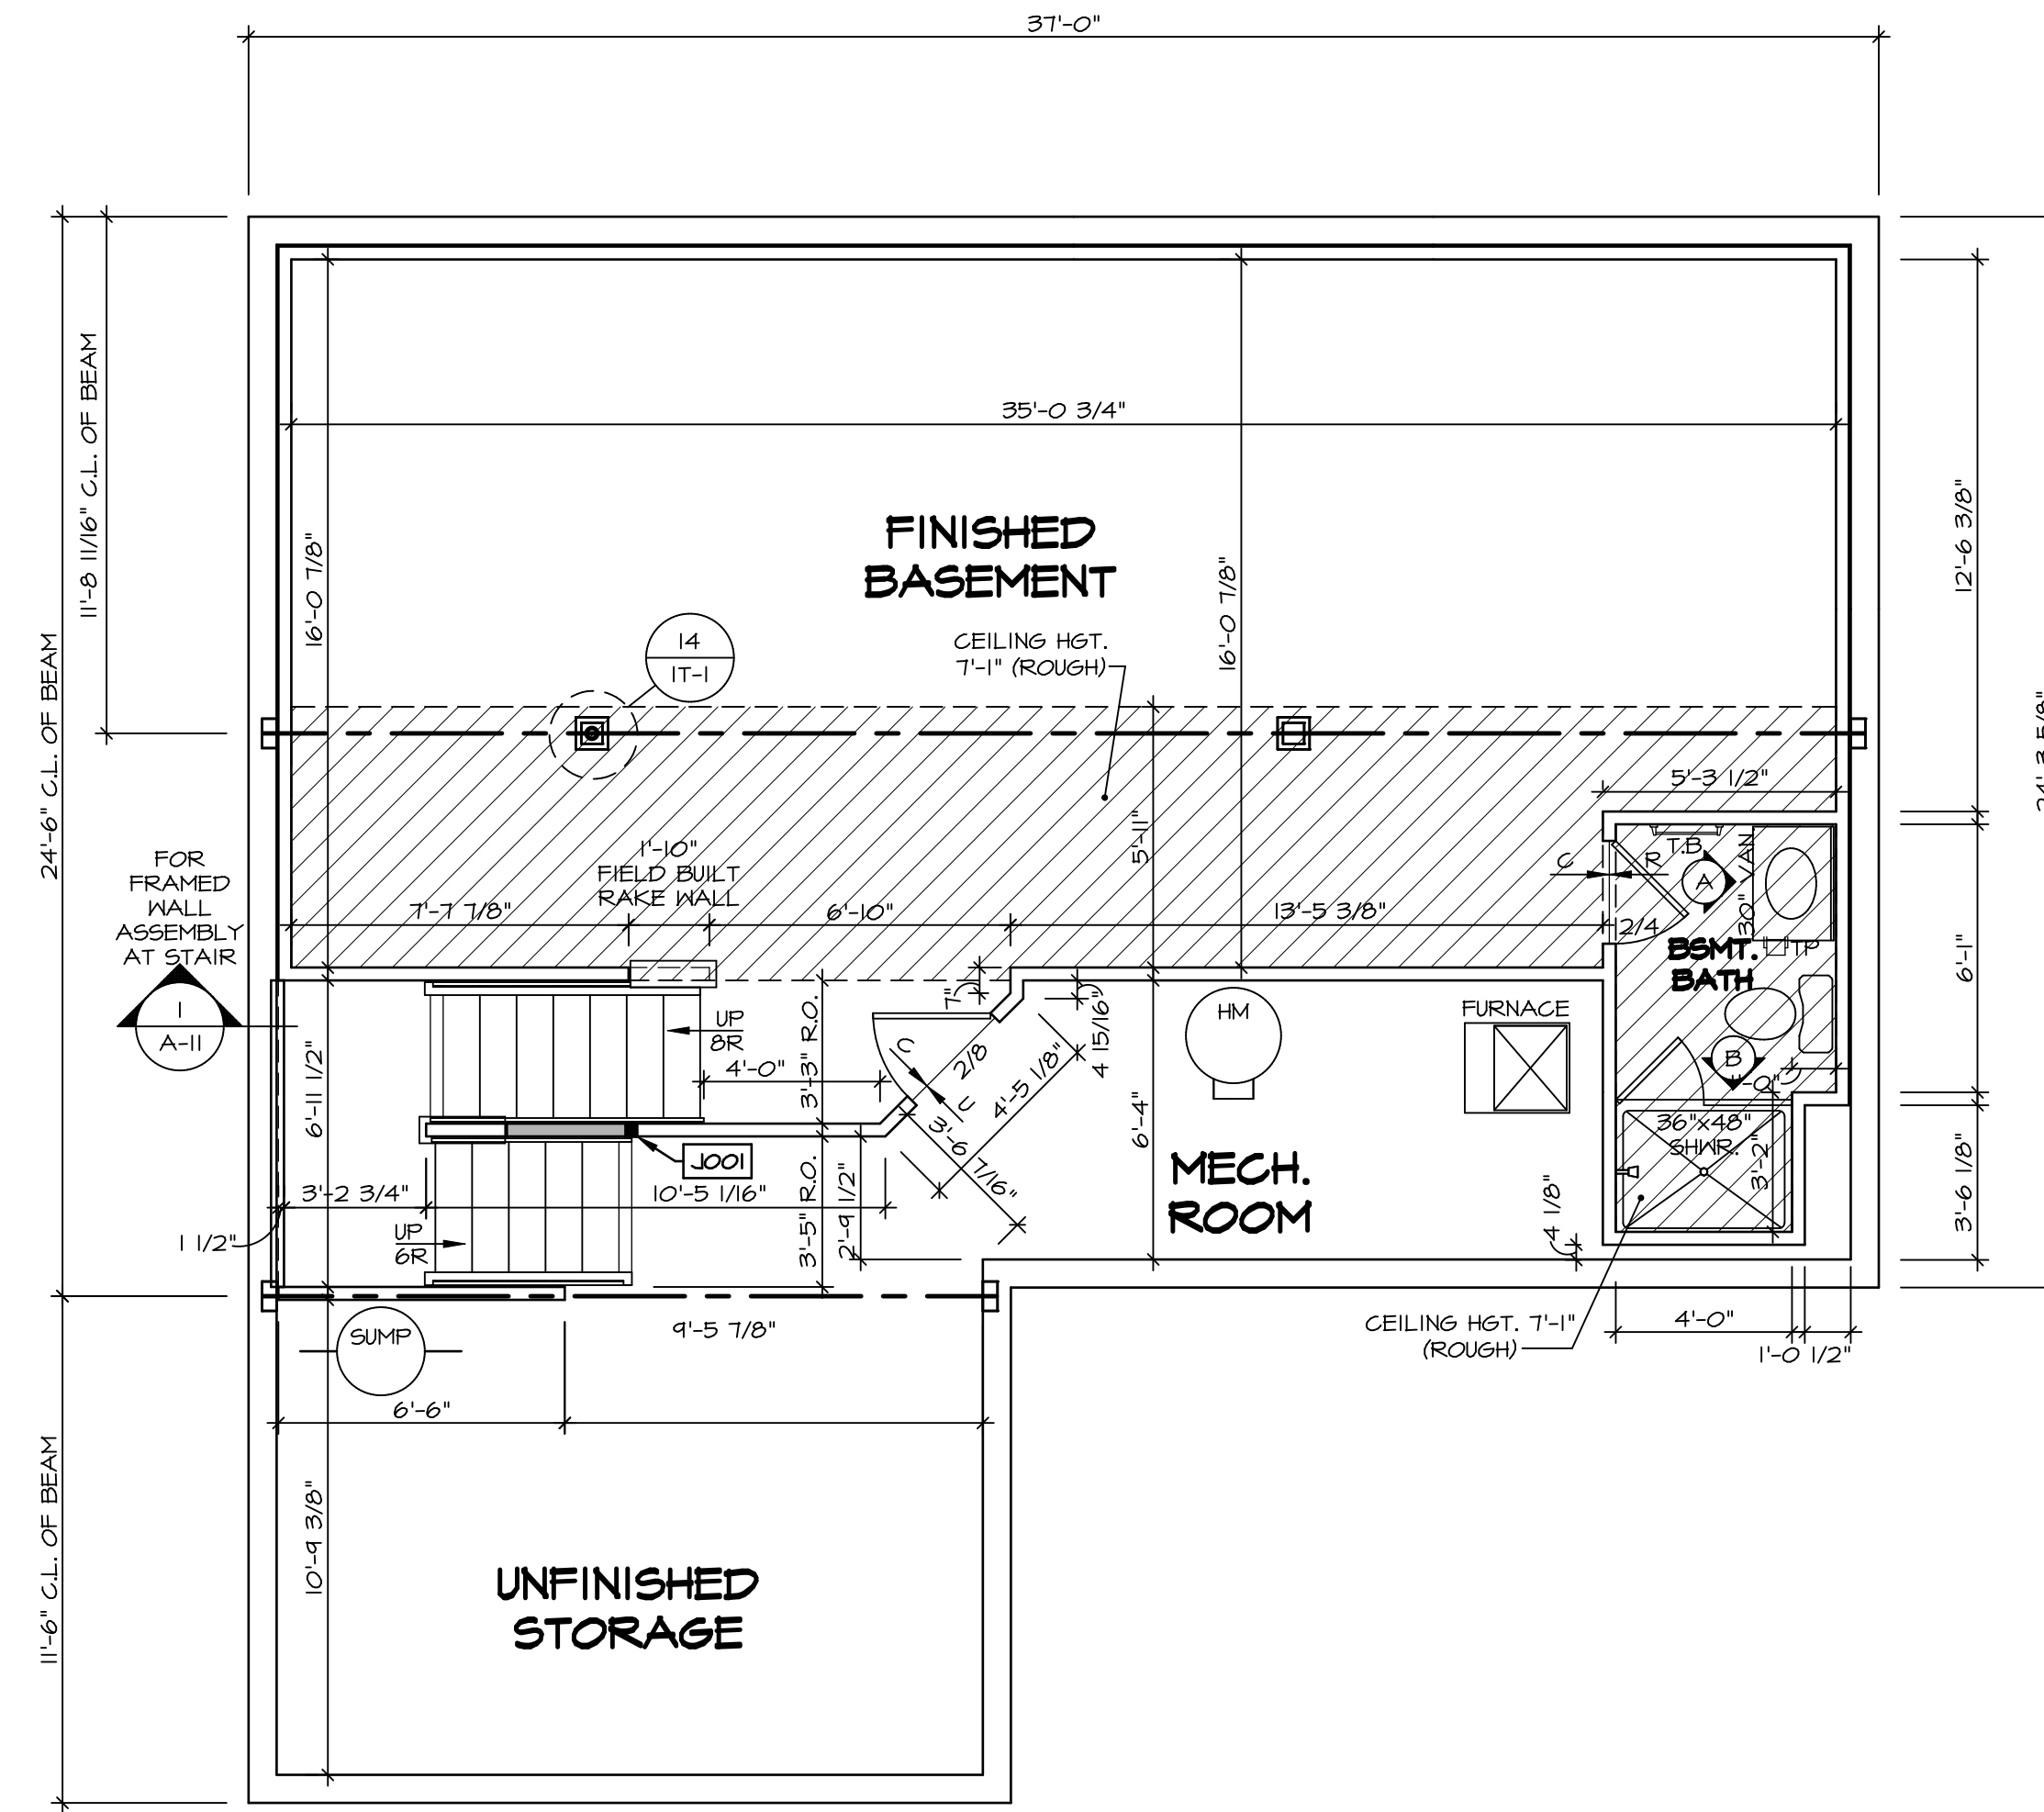 37'-0"
11'-8 11/16" C.L. OF BEAM
24'-6" C.L. OF BEAM
11'-6" C.L. OF BEAM
35'-0 3/4"
16'-0 7/8"
16'-0 7/8"
12'-6 3/8"
FINISHED
BASEMENT
CEILING HGT.
7'-1" (ROUGH)
14
1T-1
5'-3 1/2"
5'-11"
1'-10"
FIELD BUILT
RAKE WALL
7'-7 7/8"
6'-10"
13'-5 3/8"
FOR
FRAMED
WALL
ASSEMBLY
AT STAIR
1
A-11
C
R
T.B.
A
30" VAN
2/4
BSMT.
BATH
TP
6'-1"
UP
8R
4'-0"
3'-3" R.O.
7"
C
U
2/8
4'-5 1/8"
3'-6 7/16"
4 15/16"
HM
FURNACE
B
1'-0"
36"x48"
SHWR.
3'-2"
3'-6 1/8"
6'-11 1/2"
J001
3'-2 3/4"
10'-5 1/16"
3'-5" R.O.
2'-9 1/2"
6'-4"
MECH.
ROOM
4 1/8"
1 1/2"
UP
6R
SUMP
9'-5 7/8"
CEILING HGT. 7'-1"
(ROUGH)
4'-0"
1'-0 1/2"
6'-6"
10'-9 3/8"
UNFINISHED
STORAGE